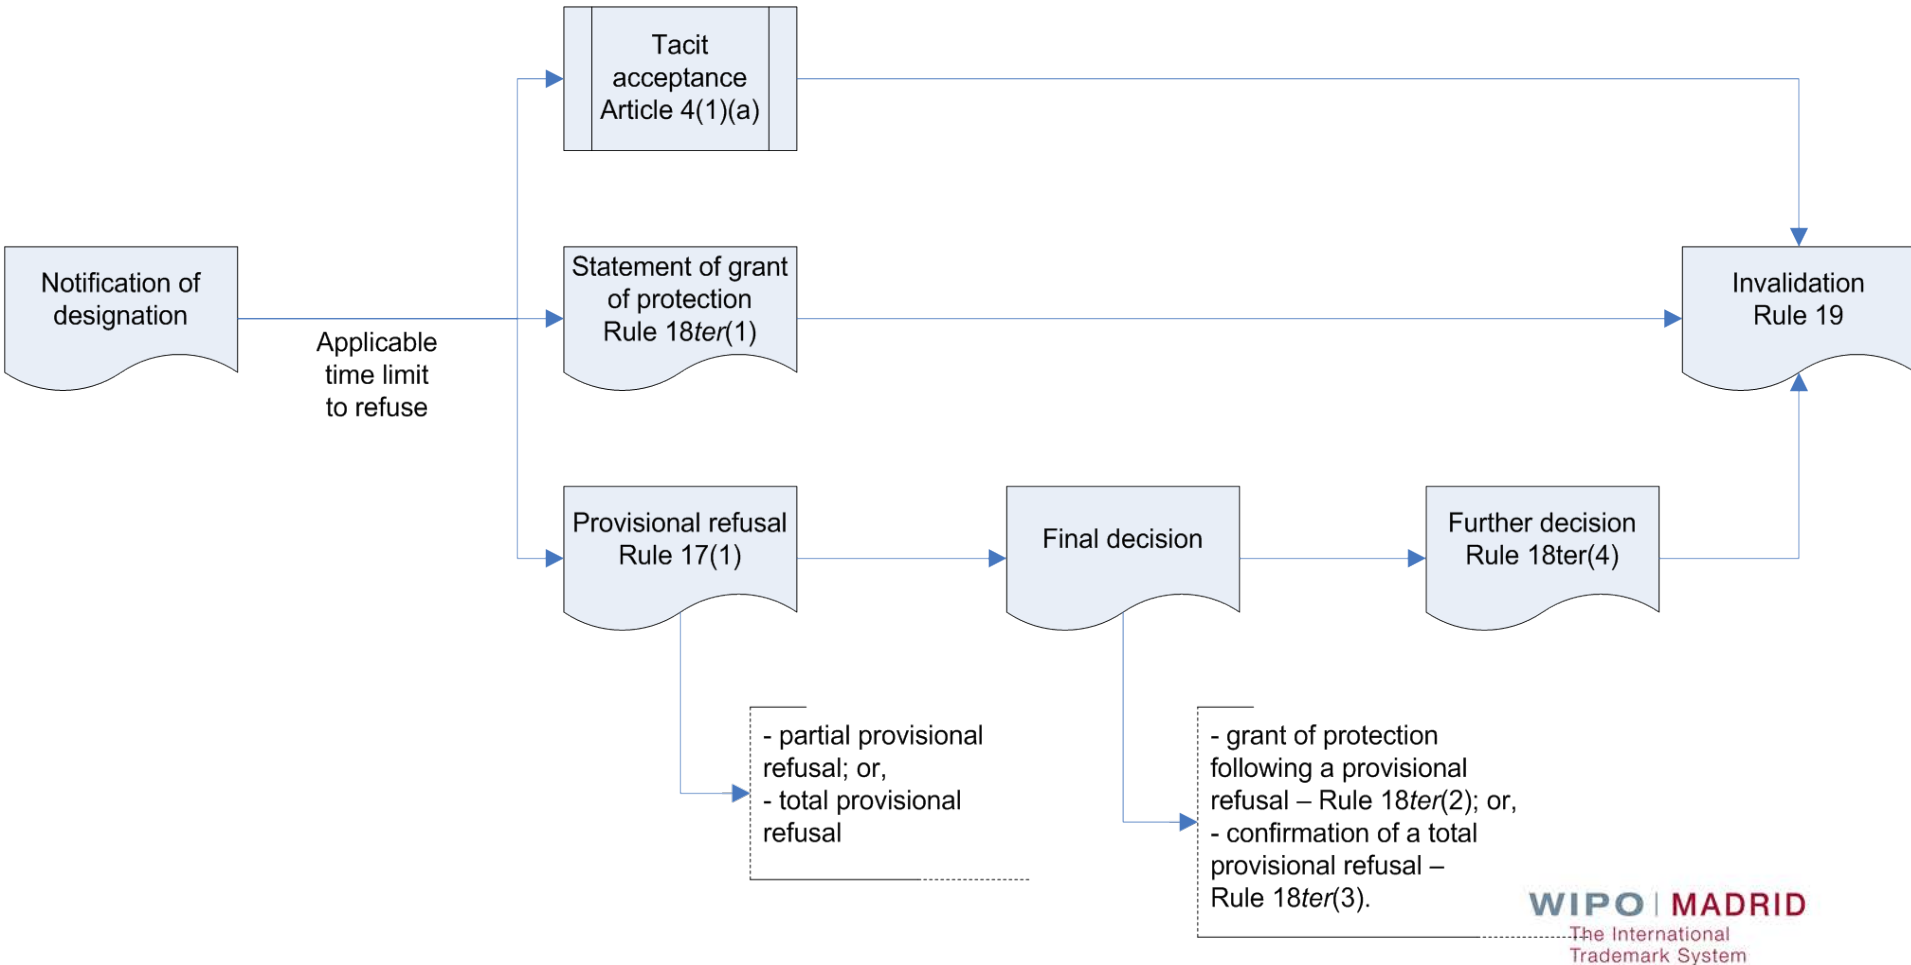 Tacit
acceptance
Article 4(1)(a)
Notification of
designation
Applicable
time limit
to refuse
Statement of grant
of protection
Rule 18ter(1)
Invalidation
Rule 19
Provisional refusal
Rule 17(1)
Final decision
Further decision
Rule 18ter(4)
- partial provisional
refusal; or,
- total provisional
refusal
- grant of protection
following a provisional
refusal – Rule 18ter(2); or,
- confirmation of a total
provisional refusal –
Rule 18ter(3).
WIPO | MADRID
The International
Trademark System